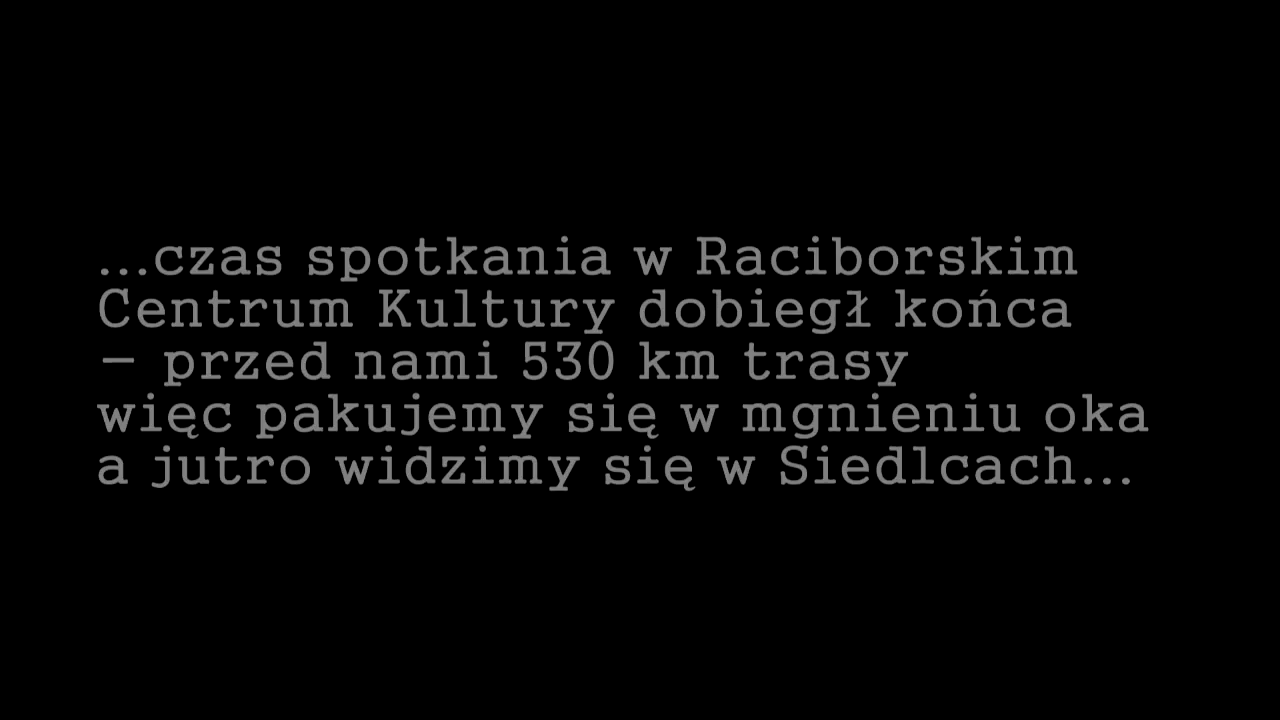 ...czas spotkania w Raciborskim
Centrum Kultury dobiegł końca
– przed nami 530 km trasy
więc pakujemy się w mgnieniu oka
a jutro widzimy się w Siedlcach...